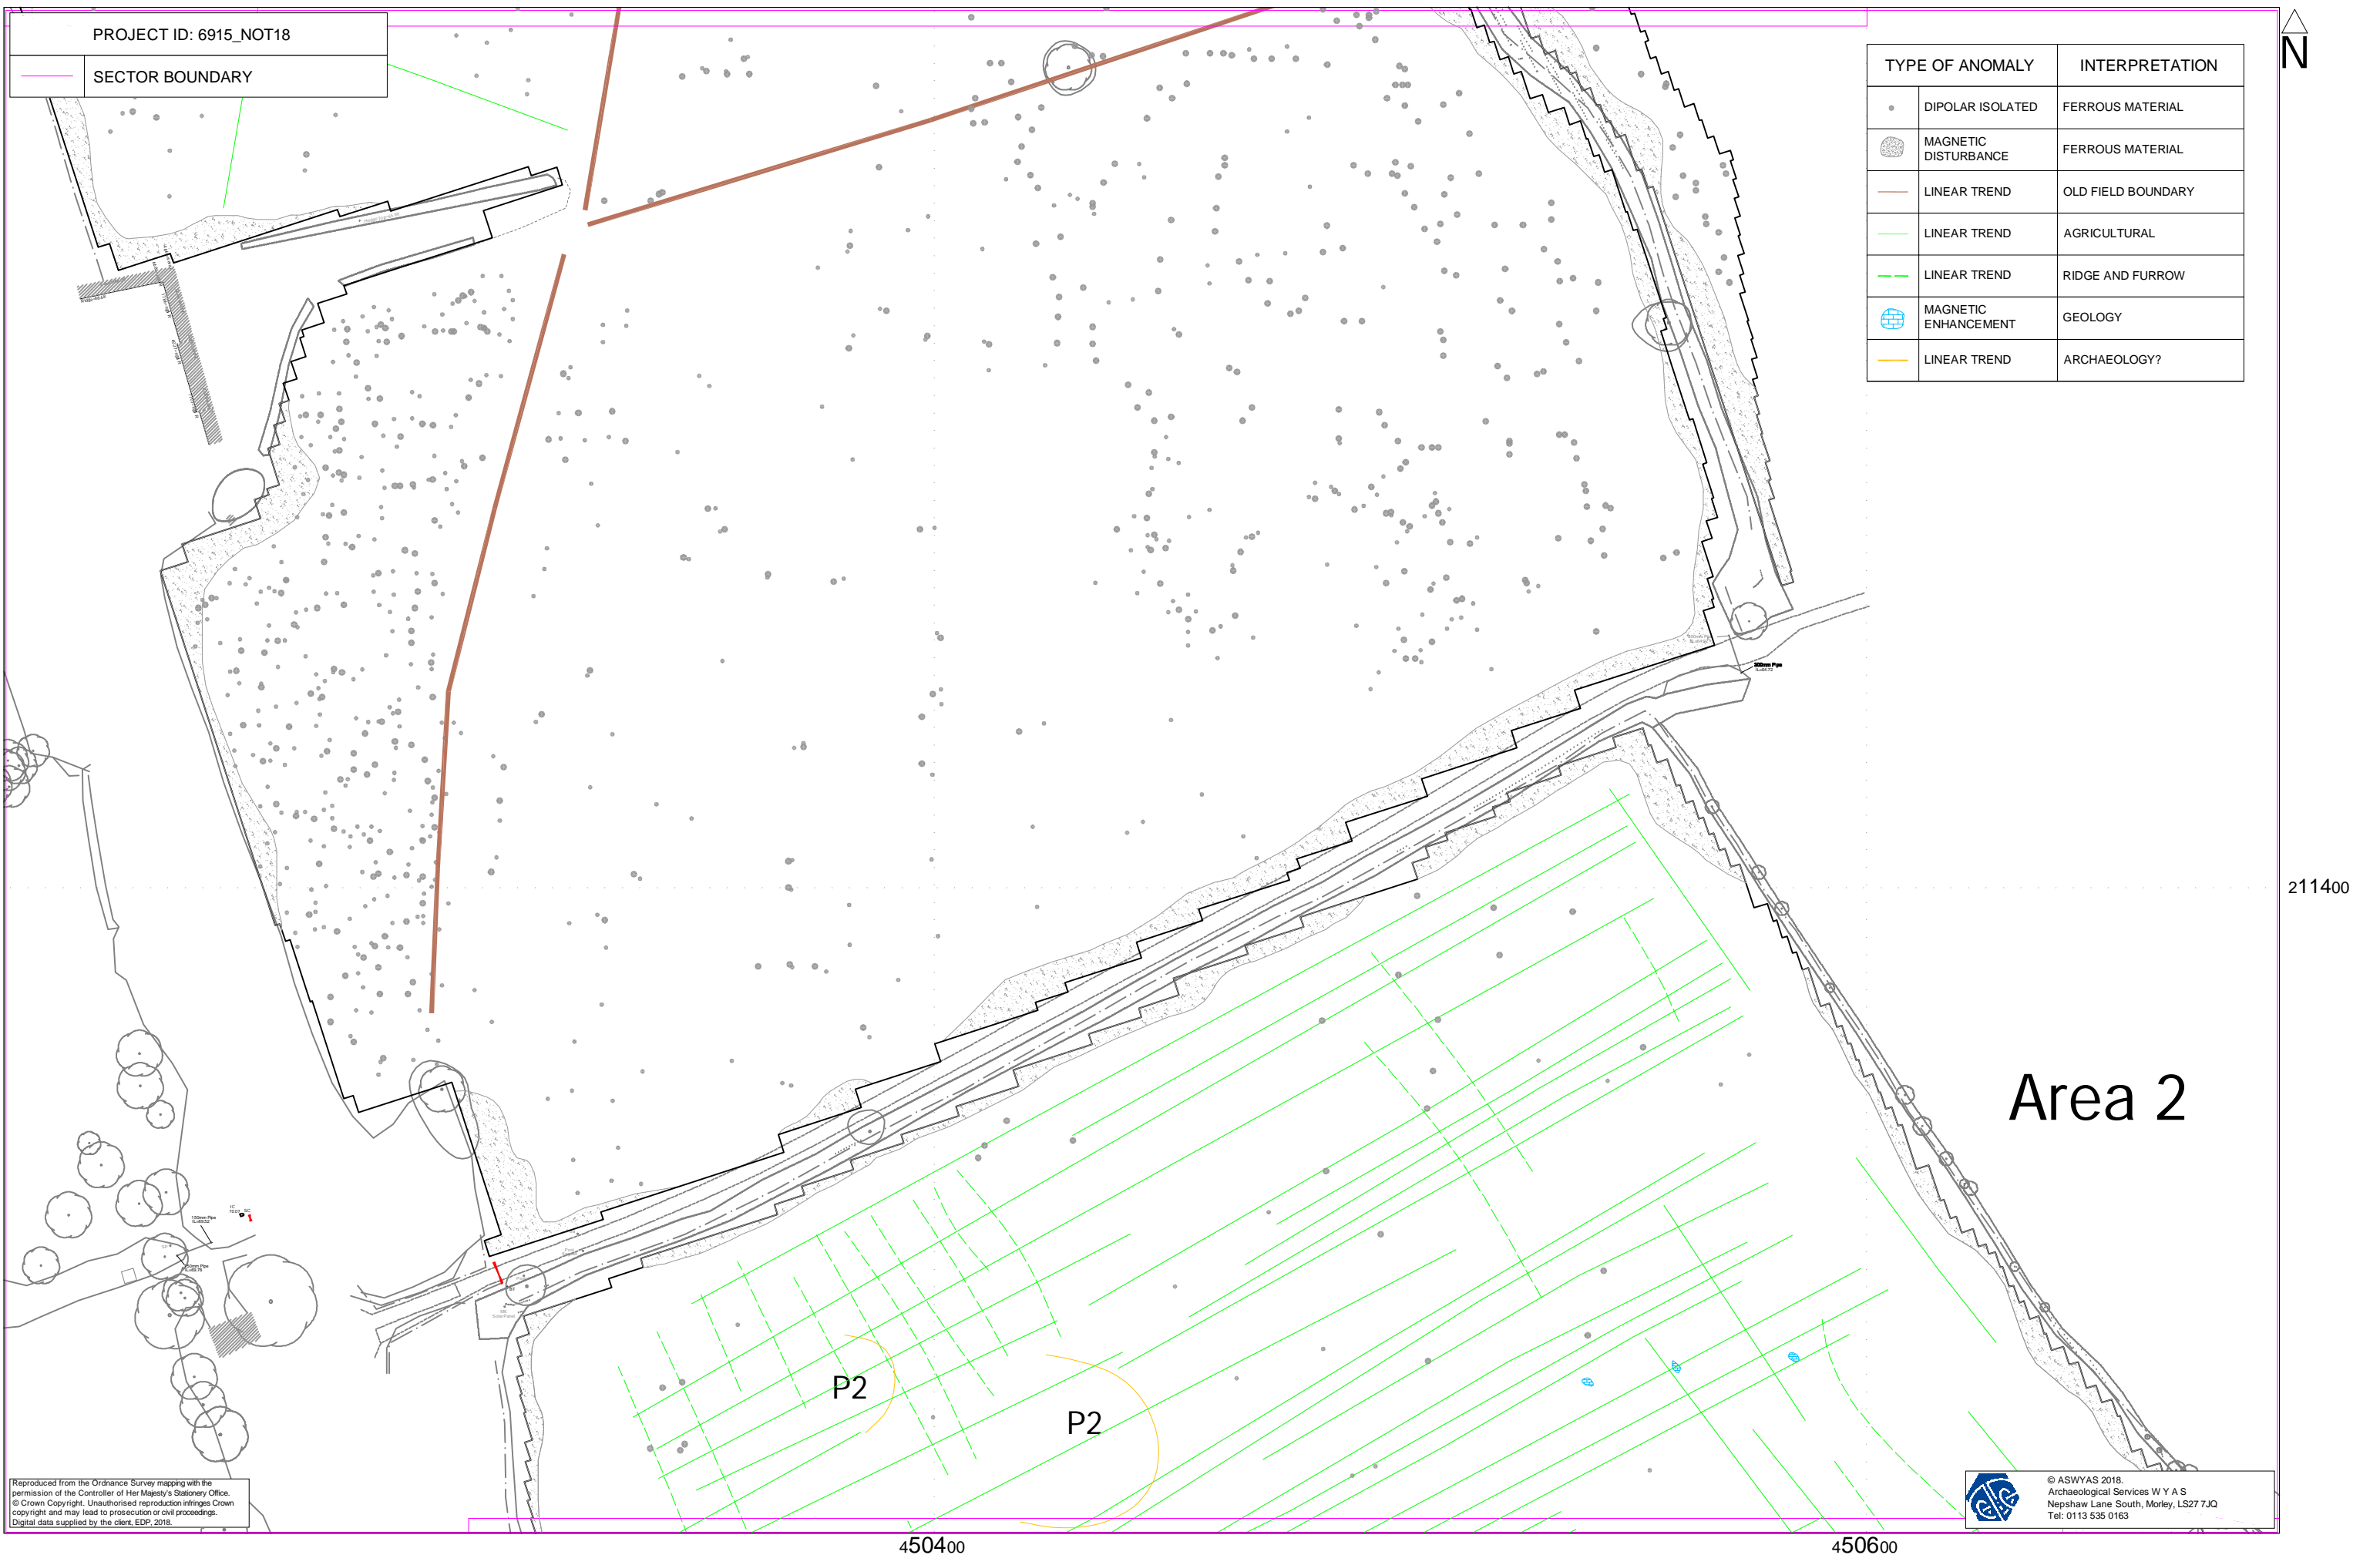 PROJECT ID: 6915_NOT18
SECTOR BOUNDARY
N
TYPE OF ANOMALY INTERPRETATION
DIPOLAR ISOLATED FERROUS MATERIAL
MAGNETIC
DISTURBANCE
FERROUS MATERIAL
LINEAR TREND OLD FIELD BOUNDARY
LINEAR TREND AGRICULTURAL
LINEAR TREND RIDGE AND FURROW
MAGNETIC
ENHANCEMENT
GEOLOGY
LINEAR TREND ARCHAEOLOGY?
300mm Pipe
211400
Area 2
P2
P2
Reproduced from the Ordnance Survey mapping with the
permission of the Controller of Her Majesty's Stationery Office.
© Crown Copyright. Unauthorised reproduction infringes Crown
copyright and may lead to prosecution or civil proceedings.
Digital data supplied by the client, EDP, 2018.
© ASWYAS 2018.
Archaeological Services W Y A S
Nepshaw Lane South, Morley, LS27 7JQ
Tel: 0113 535 0163
450400
450600